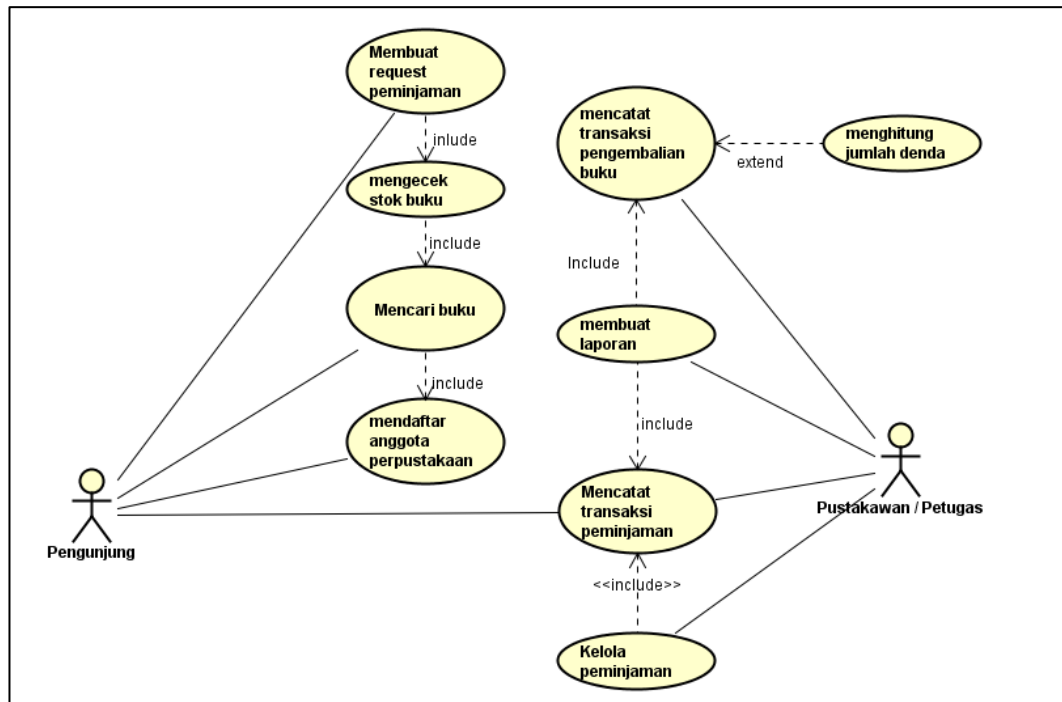 Membuat
request
peminjaman
inlude
mengecek
stok buku
include
Mencari buku
include
mendaftar
anggota
perpustakaan
Pengunjung
mencatat
transaksi
pengembalian
buku
extend
menghitung
jumlah denda
Include
membuat
laporan
include
Mencatat
transaksi
peminjaman
<<include>>
Kelola
peminjaman
Pustakawan / Petugas